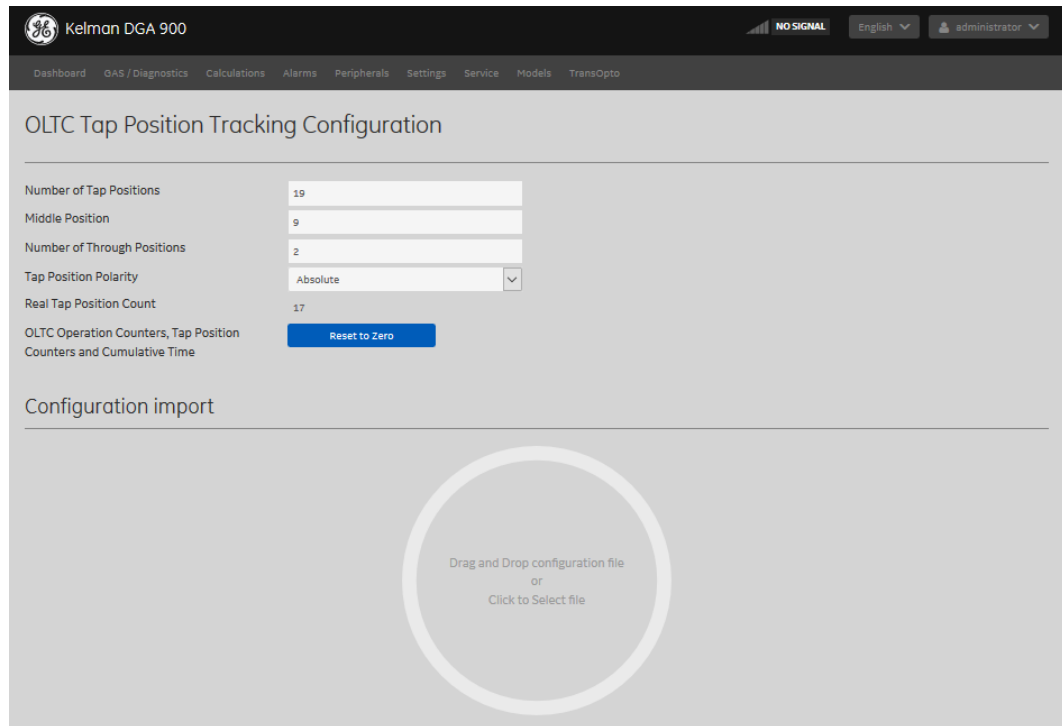 Kelman DGA 900
NO SIGNAL
English
administrator
Dashboard GAS / Diagnostics Calculations Alarms Peripherals Settings Service Models TransOpto
OLTC Tap Position Tracking Configuration
Number of Tap Positions 19
Middle Position 9
Number of Through Positions 2
Tap Position Polarity Absolute
Real Tap Position Count 17
OLTC Operation Counters, Tap Position
Counters and Cumulative Time
Reset to Zero
Configuration import
Drag and Drop configuration file
or
Click to Select file